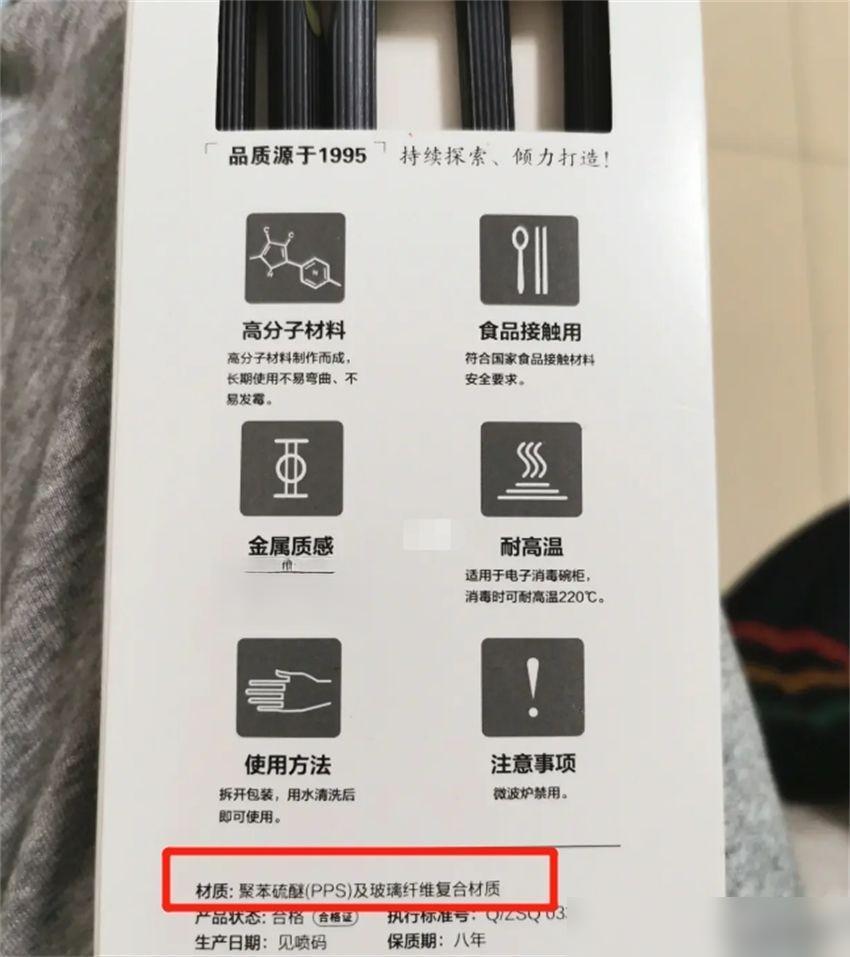 品质源于1995 持续探索、倾力打造!
高分子材料
高分子材料制作而成，
长期使用不易弯曲、不
易发霉。
食品接触用
符合国家食品接触材料
安全要求。
金属质感
耐高温
适用于电子消毒碗柜，
消毒时可耐高温220℃。
使用方法
拆开包装，用水清洗后
即可使用。
注意事项
微波炉禁用。
材质: 聚苯硫醚(PPS)及玻璃纤维复合材质
产品状态: 合格 (合格证) 执行标准号: Q/ZSQ
生产日期: 见喷码 保质期: 八年